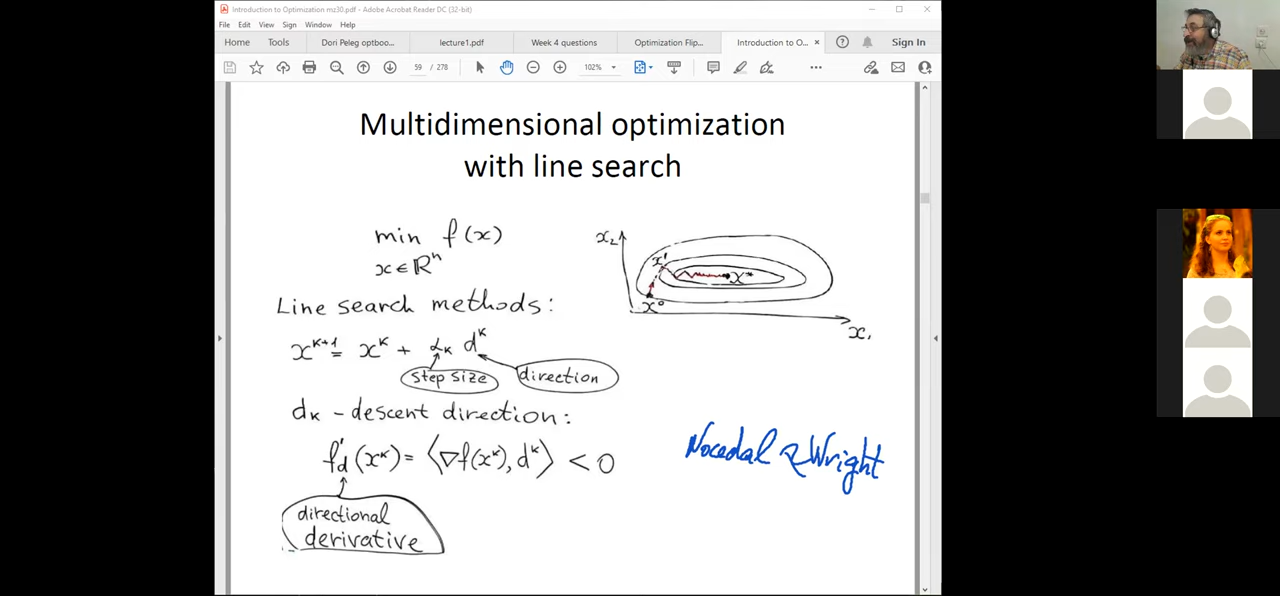 Introduction to Optimization mz30.pdf - Adobe Acrobat Reader DC (32-bit)
File Edit View Sign Window Help
Home Tools Dori Peleg optboo... lecture1.pdf Week 4 questions Optimization Flip... Introduction to O... × Sign In
59 / 278 102%
Multidimensional optimization
with line search
min f(x)
x∈ℝⁿ
x₂
x'
x*
x⁰
x₁
Line search methods:
xᴷ⁺¹ = xᴷ + αₖ dᴷ
step size direction
dₖ - descent direction:
f'd(xᴷ) = ⟨∇f(xᴷ), dᴷ⟩ < 0
Nocedal & Wright
directional
derivative